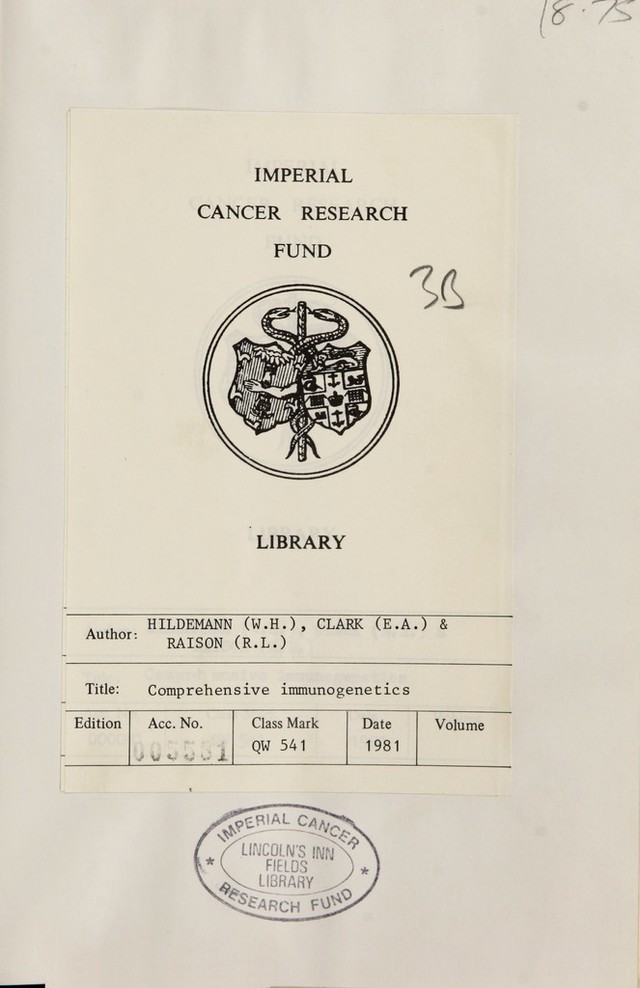 18.75
IMPERIAL
CANCER RESEARCH
FUND
3B
LIBRARY
Author: HILDEMANN (W.H.), CLARK (E.A.) &
RAISON (R.L.)
Title: Comprehensive immunogenetics
Edition Acc. No. Class Mark Date Volume
005531 QW 541 1981
IMPERIAL CANCER
LINCOLN'S INN
FIELDS
LIBRARY
* RESEARCH FUND *